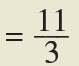 = 11/3